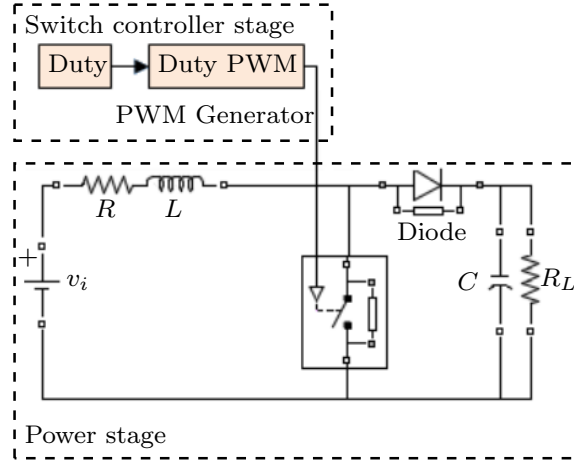 Switch controller stage
Duty
Duty PWM
PWM Generator
R
L
Diode
+
v_i
C
R_L
Power stage